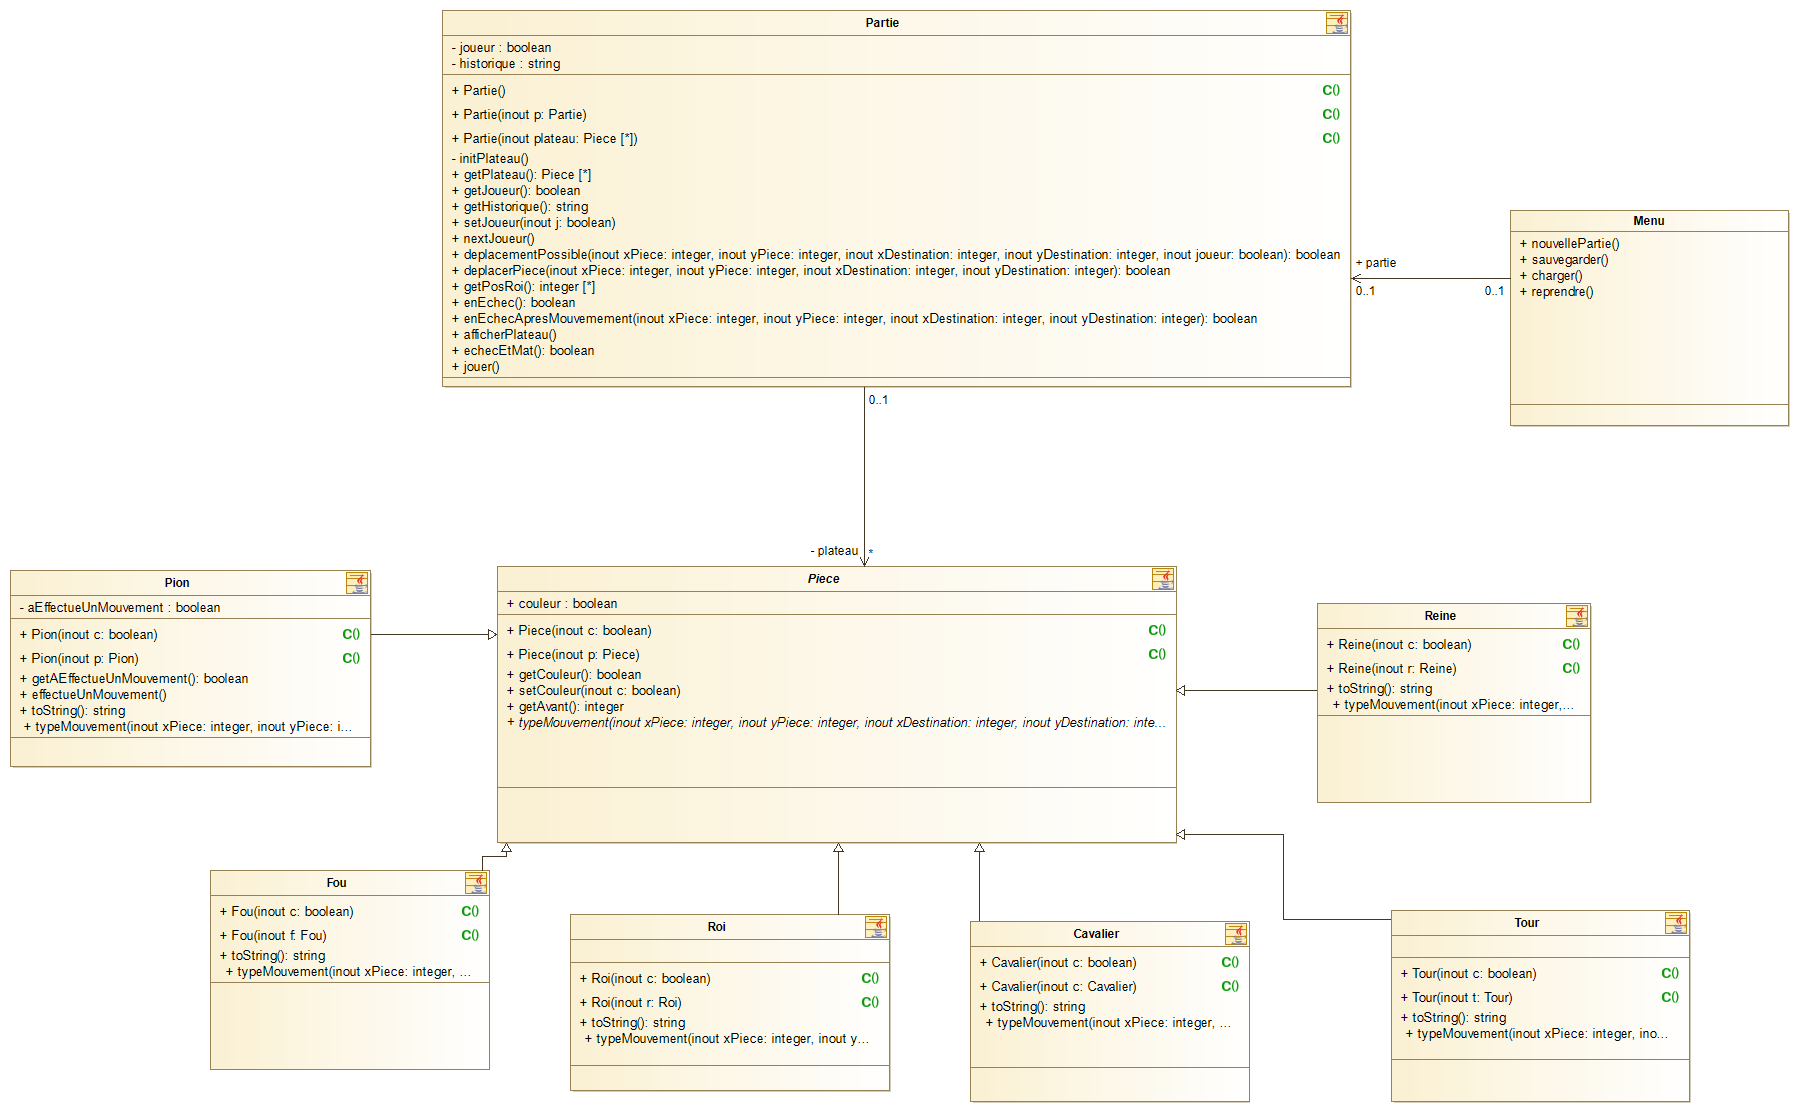 Partie
- joueur : boolean
- historique : string
+ Partie() C()
+ Partie(inout p: Partie) C()
+ Partie(inout plateau: Piece [*]) C()
- initPlateau()
+ getPlateau(): Piece [*]
+ getJoueur(): boolean
+ getHistorique(): string
+ setJoueur(inout j: boolean)
+ nextJoueur()
+ deplacementPossible(inout xPiece: integer, inout yPiece: integer, inout xDestination: integer, inout yDestination: integer, inout joueur: boolean): boolean
+ deplacerPiece(inout xPiece: integer, inout yPiece: integer, inout xDestination: integer, inout yDestination: integer): boolean
+ getPosRoi(): integer [*]
+ enEchec(): boolean
+ enEchecApresMouvemement(inout xPiece: integer, inout yPiece: integer, inout xDestination: integer, inout yDestination: integer): boolean
+ afficherPlateau()
+ echecEtMat(): boolean
+ jouer()
Menu
+ nouvellePartie()
+ sauvegarder()
+ charger()
+ reprendre()
+ partie
0..1
0..1
0..1
- plateau
*
Pion
- aEffectueUnMouvement : boolean
+ Pion(inout c: boolean) C()
+ Pion(inout p: Pion) C()
+ getAEffectueUnMouvement(): boolean
+ effectueUnMouvement()
+ toString(): string
+ typeMouvement(inout xPiece: integer, inout yPiece: i...
Piece
+ couleur : boolean
+ Piece(inout c: boolean) C()
+ Piece(inout p: Piece) C()
+ getCouleur(): boolean
+ setCouleur(inout c: boolean)
+ getAvant(): integer
+ typeMouvement(inout xPiece: integer, inout yPiece: integer, inout xDestination: integer, inout yDestination: inte...
Reine
+ Reine(inout c: boolean) C()
+ Reine(inout r: Reine) C()
+ toString(): string
+ typeMouvement(inout xPiece: integer,...
Fou
+ Fou(inout c: boolean) C()
+ Fou(inout f: Fou) C()
+ toString(): string
+ typeMouvement(inout xPiece: integer, ...
Roi
+ Roi(inout c: boolean) C()
+ Roi(inout r: Roi) C()
+ toString(): string
+ typeMouvement(inout xPiece: integer, inout y...
Cavalier
+ Cavalier(inout c: boolean) C()
+ Cavalier(inout c: Cavalier) C()
+ toString(): string
+ typeMouvement(inout xPiece: integer, ...
Tour
+ Tour(inout c: boolean) C()
+ Tour(inout t: Tour) C()
+ toString(): string
+ typeMouvement(inout xPiece: integer, ino...